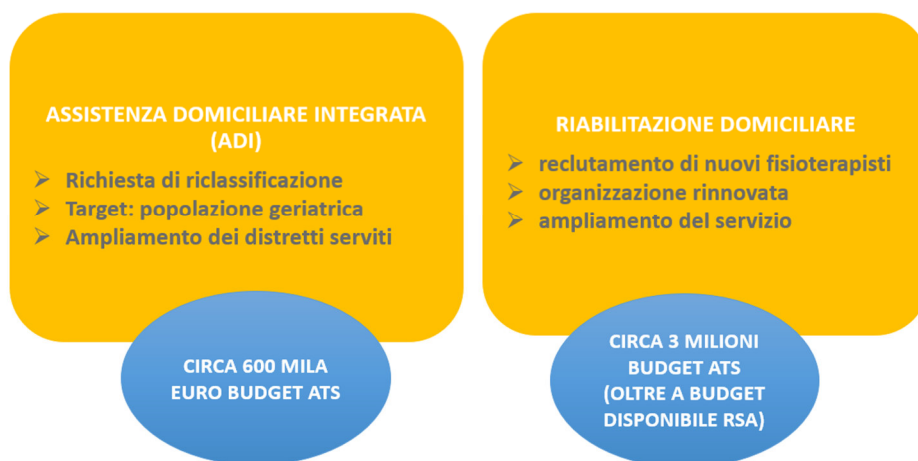 ASSISTENZA DOMICILIARE INTEGRATA
(ADI)
➢ Richiesta di riclassificazione
➢ Target: popolazione geriatrica
➢ Ampliamento dei distretti serviti
CIRCA 600 MILA
EURO BUDGET ATS
RIABILITAZIONE DOMICILIARE
➢ reclutamento di nuovi fisioterapisti
➢ organizzazione rinnovata
➢ ampliamento del servizio
CIRCA 3 MILIONI
BUDGET ATS
(OLTRE A BUDGET
DISPONIBILE RSA)